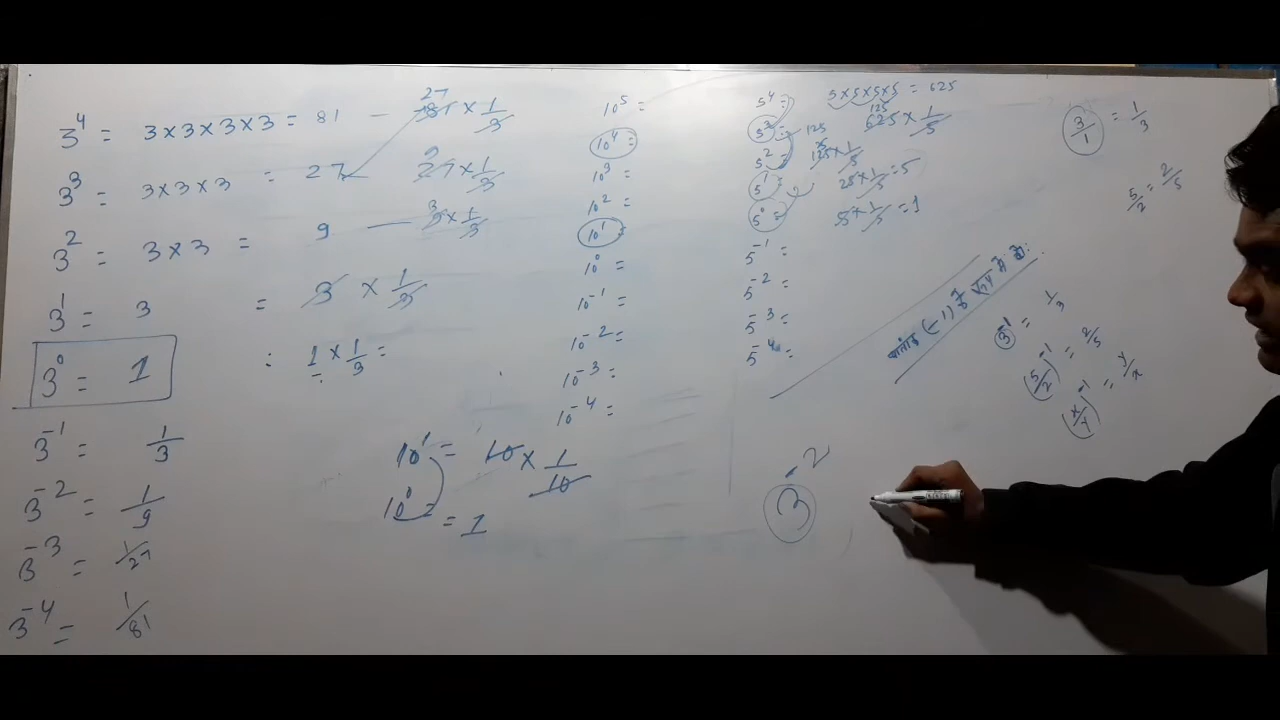 3⁴ = 3×3×3×3 = 81 — 27 81 × 1/3
3³ = 3×3×3 = 27 9 27 × 1/3
3² = 3×3 = 9 — 3 9 × 1/3
3¹ = 3 = 3 × 1/3
3⁰ = 1 : 1 × 1/3 =
3⁻¹ = 1/3
3⁻² = 1/9
3⁻³ = 1/27
3⁻⁴ = 1/81
10¹ = 10 × 1/10
10⁰ = = 1
10⁵ =
10⁴ =
10³ =
10² =
10¹ =
10⁰ =
10⁻¹ =
10⁻² =
10⁻³ =
10⁻⁴ =
5⁴ = 5×5×5×5 = 625
5³ = 125 125 625 × 1/5
5² = 125 × 1/5
5¹ = 25 × 1/5 = 5
5⁰ = 5 × 1/5 = 1
5⁻¹ =
5⁻² =
5⁻³ =
5⁻⁴ =
3/1 = 1/3
5/2 = 2/5
घातांक (-1)
3⁻¹ = 1/3
(5/2)⁻¹ = 2/5
(x/y)⁻¹ = y/x
3⁻²